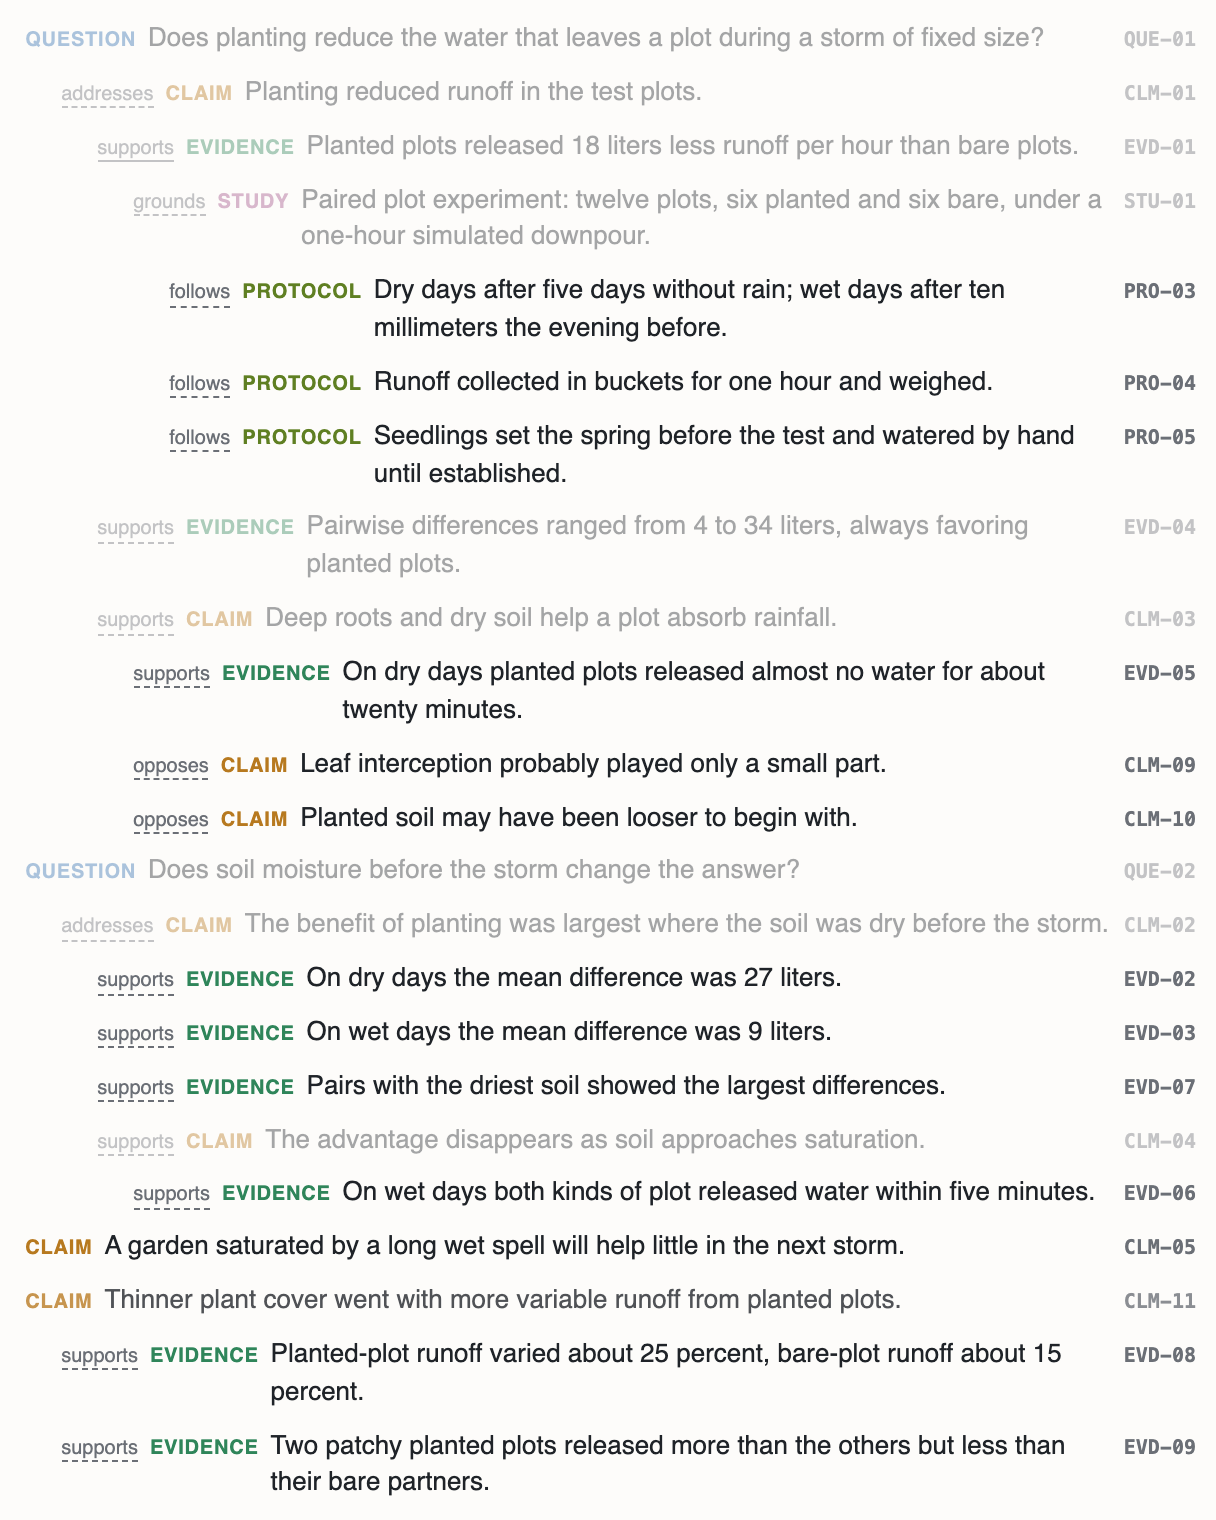 QUESTION Does planting reduce the water that leaves a plot during a storm of fixed size? QUE-01
addresses CLAIM Planting reduced runoff in the test plots. CLM-01
supports EVIDENCE Planted plots released 18 liters less runoff per hour than bare plots. EVD-01
grounds STUDY Paired plot experiment: twelve plots, six planted and six bare, under a STU-01
one-hour simulated downpour.
follows PROTOCOL Dry days after five days without rain; wet days after ten PRO-03
millimeters the evening before.
follows PROTOCOL Runoff collected in buckets for one hour and weighed. PRO-04
follows PROTOCOL Seedlings set the spring before the test and watered by hand PRO-05
until established.
supports EVIDENCE Pairwise differences ranged from 4 to 34 liters, always favoring EVD-04
planted plots.
supports CLAIM Deep roots and dry soil help a plot absorb rainfall. CLM-03
supports EVIDENCE On dry days planted plots released almost no water for about EVD-05
twenty minutes.
opposes CLAIM Leaf interception probably played only a small part. CLM-09
opposes CLAIM Planted soil may have been looser to begin with. CLM-10
QUESTION Does soil moisture before the storm change the answer? QUE-02
addresses CLAIM The benefit of planting was largest where the soil was dry before the storm. CLM-02
supports EVIDENCE On dry days the mean difference was 27 liters. EVD-02
supports EVIDENCE On wet days the mean difference was 9 liters. EVD-03
supports EVIDENCE Pairs with the driest soil showed the largest differences. EVD-07
supports CLAIM The advantage disappears as soil approaches saturation. CLM-04
supports EVIDENCE On wet days both kinds of plot released water within five minutes. EVD-06
CLAIM A garden saturated by a long wet spell will help little in the next storm. CLM-05
CLAIM Thinner plant cover went with more variable runoff from planted plots. CLM-11
supports EVIDENCE Planted-plot runoff varied about 25 percent, bare-plot runoff about 15 EVD-08
percent.
supports EVIDENCE Two patchy planted plots released more than the others but less than EVD-09
their bare partners.